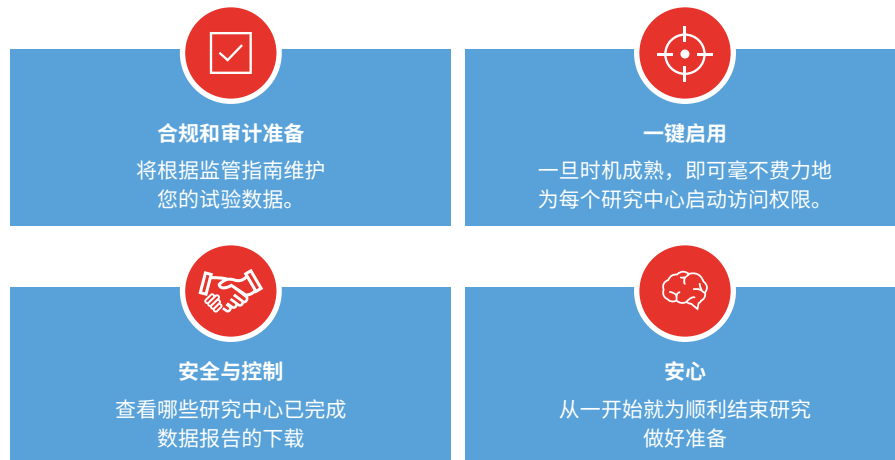 合规和审计准备
将根据监管指南维护
您的试验数据。
一键启用
一旦时机成熟，即可毫不费力地
为每个研究中心启动访问权限。
安全与控制
查看哪些研究中心已完成
数据报告的下载
安心
从一开始就为顺利结束研究
做好准备